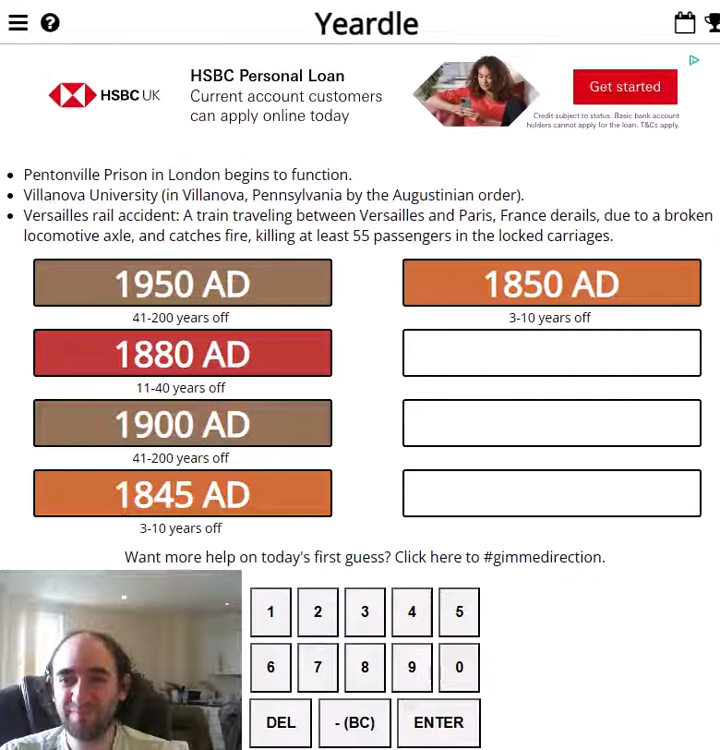 Yeardle
HSBC UK
HSBC Personal Loan
Current account customers
can apply online today
Get started
Credit subject to status. Basic bank account
holders cannot apply for the loan. T&Cs apply.
Pentonville Prison in London begins to function.
Villanova University (in Villanova, Pennsylvania by the Augustinian order).
Versailles rail accident: A train traveling between Versailles and Paris, France derails, due to a broken
locomotive axle, and catches fire, killing at least 55 passengers in the locked carriages.
1950 AD
41-200 years off
1880 AD
11-40 years off
1900 AD
41-200 years off
1845 AD
3-10 years off
1850 AD
3-10 years off
Want more help on today's first guess? Click here to #gimmedirection.
1 2 3 4 5
6 7 8 9 0
DEL - (BC) ENTER